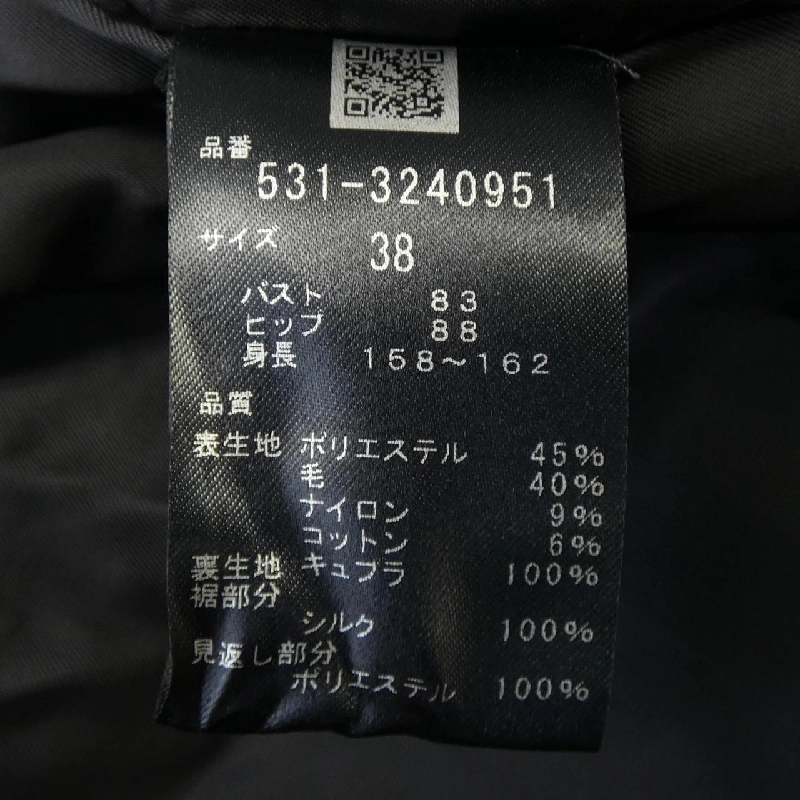 品番
531-3240951
サイズ 38
バスト 83
ヒップ 88
身長 158～162
品質
表生地 ポリエステル 45%
毛 40%
ナイロン 9%
コットン 6%
裏生地 キュプラ 100%
裾部分
シルク 100%
見返し部分
ポリエステル 100%